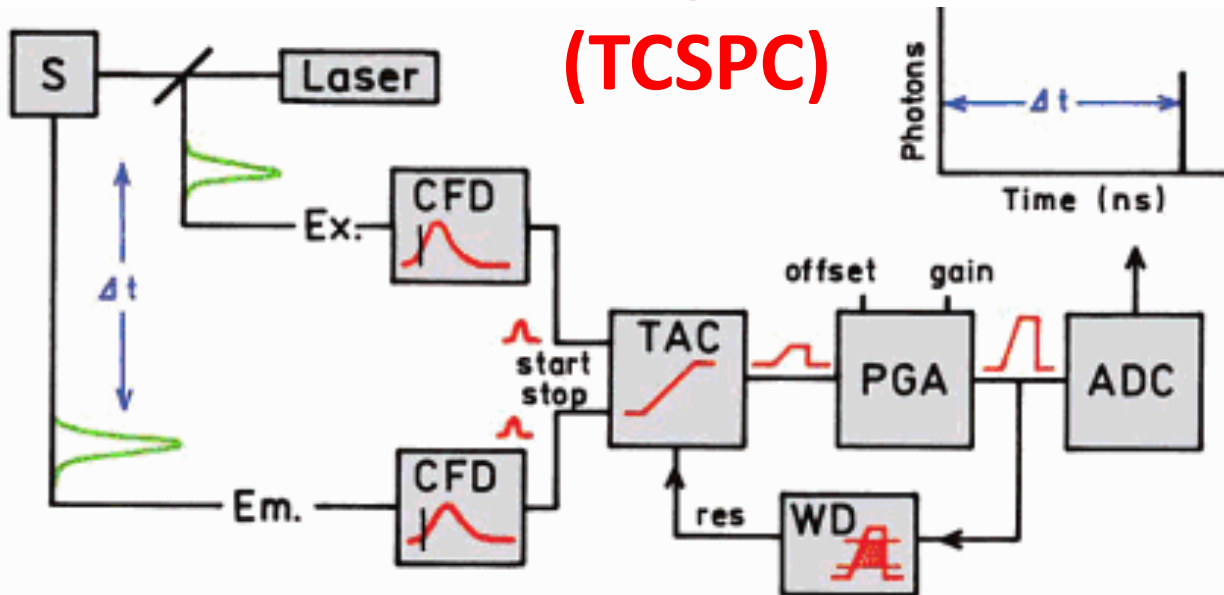 (TCSPC)
S
Laser
Photons
Δt
Time (ns)
Ex.
CFD
Δt
offset gain
start
stop
TAC
PGA
ADC
Em.
CFD
res
WD